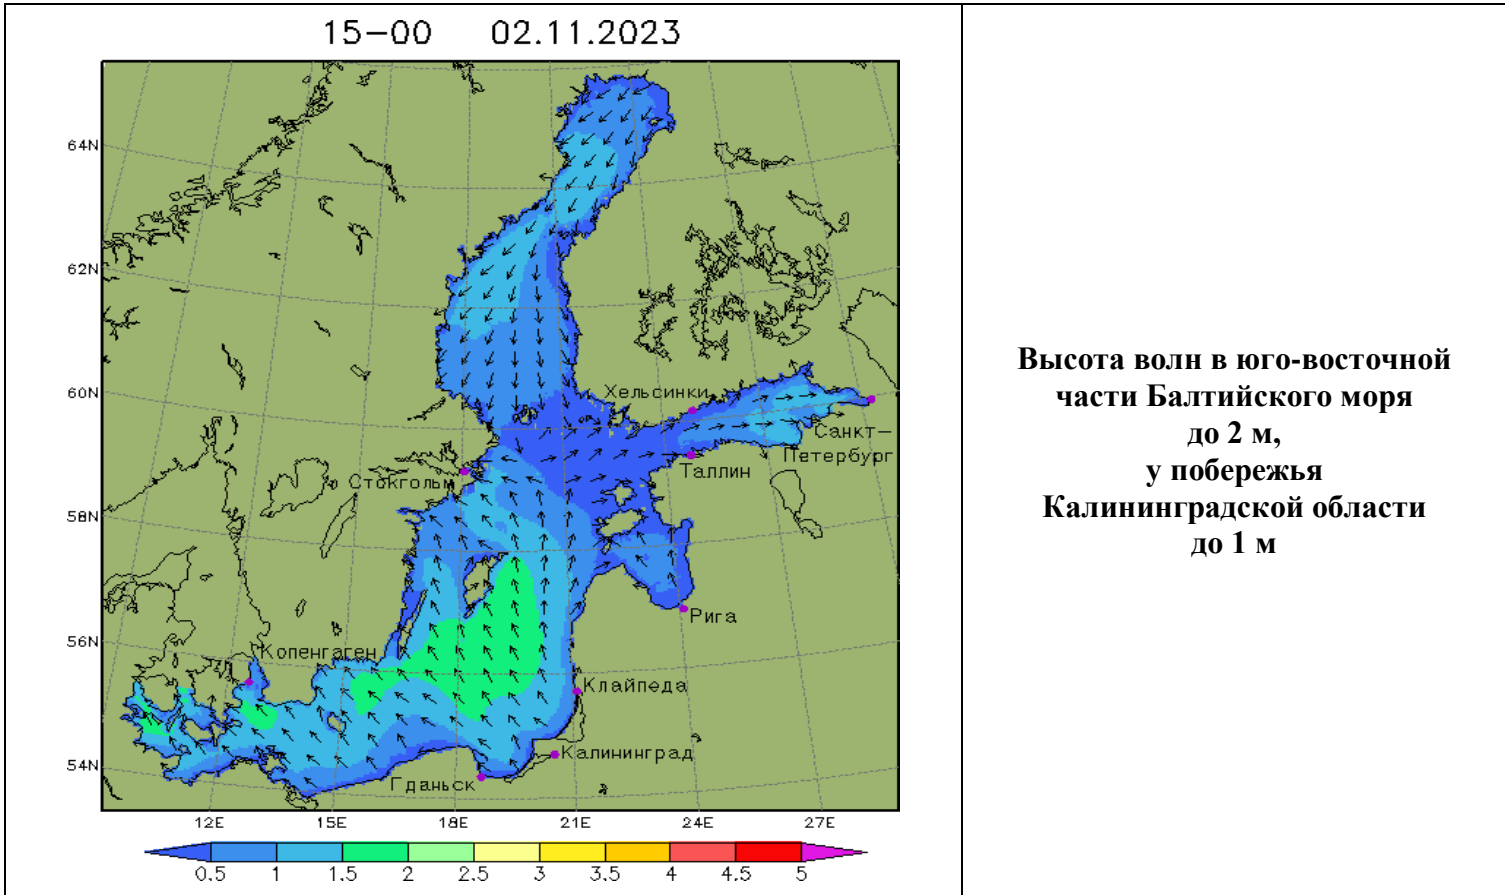 15-00 02.11.2023
64N
62N
60N
58N
56N
54N
Хельсинки
Санкт-
Петербург
Таллин
Стокгольм
Рига
Копенгаген
Клайпеда
Калининград
Гданьск
12E 15E 18E 21E 24E 27E
0.5 1 1.5 2 2.5 3 3.5 4 4.5 5
Высота волн в юго-восточной
части Балтийского моря
до 2 м,
у побережья
Калининградской области
до 1 м